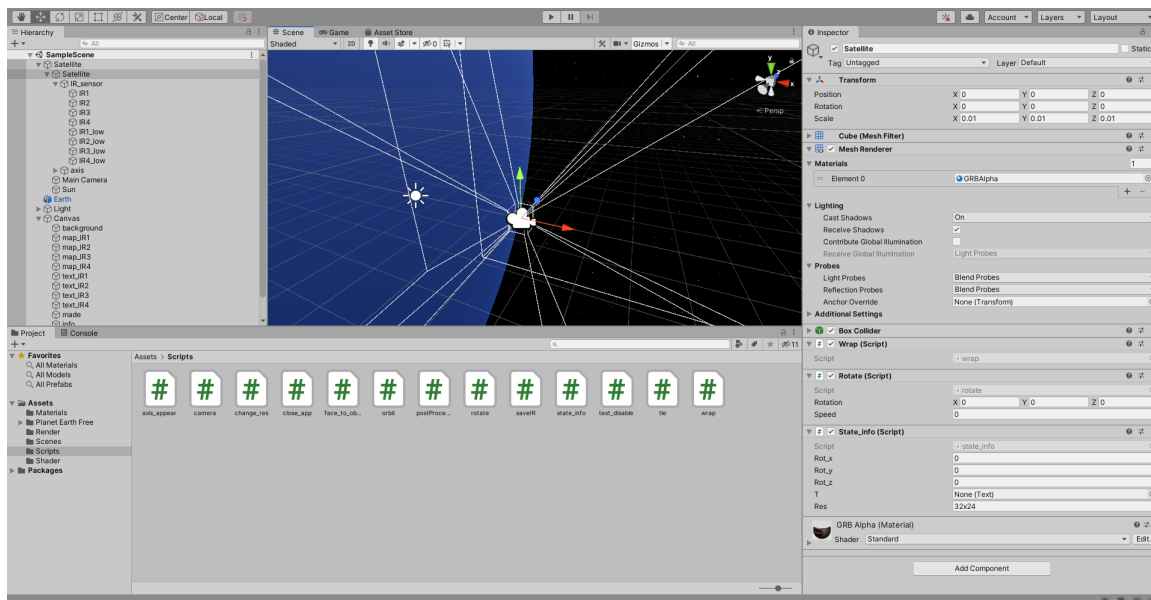 Center
Local
Account
Layers
Layout
Hierarchy
All
SampleScene
Satellite
Satellite
IR_sensor
IR1
IR2
IR3
IR4
IR1_low
IR2_low
IR3_low
IR4_low
axis
Main Camera
Sun
Earth
Light
Canvas
background
map_IR1
map_IR2
map_IR3
map_IR4
text_IR1
text_IR2
text_IR3
text_IR4
made
info
Scene
Game
Asset Store
Shaded
2D
0
Gizmos
All
y
x
Persp
Project
Console
11
Favorites
All Materials
All Models
All Prefabs
Assets
Materials
Planet Earth Free
Render
Scenes
Scripts
Shader
Packages
Assets > Scripts
axis_appear
camera
change_res
close_app
face_to_ob...
orbit
postProce...
rotate
saveIR
state_info
text_disable
tle
wrap
Inspector
Satellite
Static
Tag Untagged
Layer Default
Transform
Position X 0 Y 0 Z 0
Rotation X 0 Y 0 Z 0
Scale X 0.01 Y 0.01 Z 0.01
Cube (Mesh Filter)
Mesh Renderer
Materials 1
Element 0 GRBAlpha
Lighting
Cast Shadows On
Receive Shadows
Contribute Global Illumination
Receive Global Illumination Light Probes
Probes
Light Probes Blend Probes
Reflection Probes Blend Probes
Anchor Override None (Transform)
Additional Settings
Box Collider
Wrap (Script)
Script wrap
Rotate (Script)
Script rotate
Rotation X 0 Y 0 Z 0
Speed 0
State_info (Script)
Script state_info
Rot_x 0
Rot_y 0
Rot_z 0
T None (Text)
Res 32x24
GRB Alpha (Material)
Shader Standard Edit.
Add Component